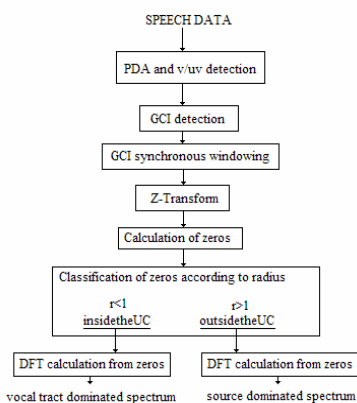 SPEECH DATA
PDA and v/uv detection
GCI detection
GCI synchronous windowing
Z-Transform
Calculation of zeros
Classification of zeros according to radius
r<1 r>1
insidetheUC outsidetheUC
DFT calculation from zeros DFT calculation from zeros
vocal tract dominated spectrum source dominated spectrum